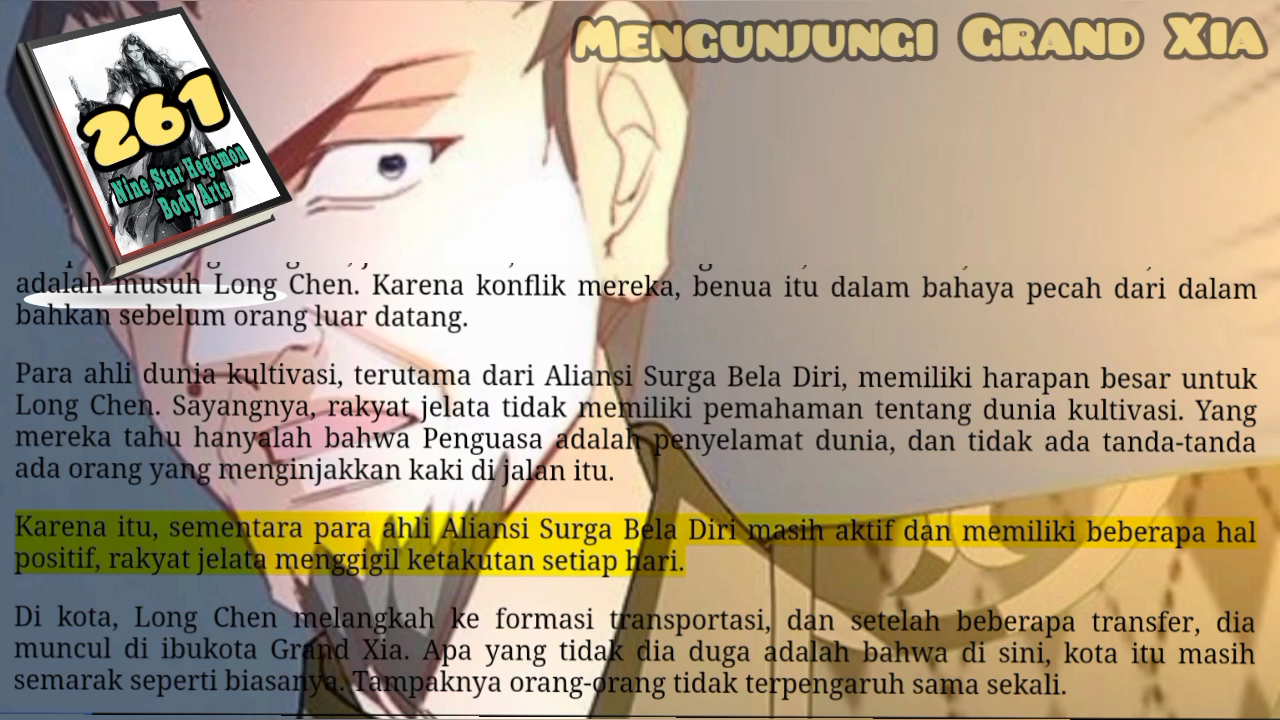 Mengunjungi Grand Xia
261
Nine Star Hegemon
Body Arts
adalah musuh Long Chen. Karena konflik mereka, benua itu dalam bahaya pecah dari dalam
bahkan sebelum orang luar datang.
Para ahli dunia kultivasi, terutama dari Aliansi Surga Bela Diri, memiliki harapan besar untuk
Long Chen. Sayangnya, rakyat jelata tidak memiliki pemahaman tentang dunia kultivasi. Yang
mereka tahu hanyalah bahwa Penguasa adalah penyelamat dunia, dan tidak ada tanda-tanda
ada orang yang menginjakkan kaki di jalan itu.
Karena itu, sementara para ahli Aliansi Surga Bela Diri masih aktif dan memiliki beberapa hal
positif, rakyat jelata menggigil ketakutan setiap hari.
Di kota, Long Chen melangkah ke formasi transportasi, dan setelah beberapa transfer, dia
muncul di ibukota Grand Xia. Apa yang tidak dia duga adalah bahwa di sini, kota itu masih
semarak seperti biasanya. Tampaknya orang-orang tidak terpengaruh sama sekali.